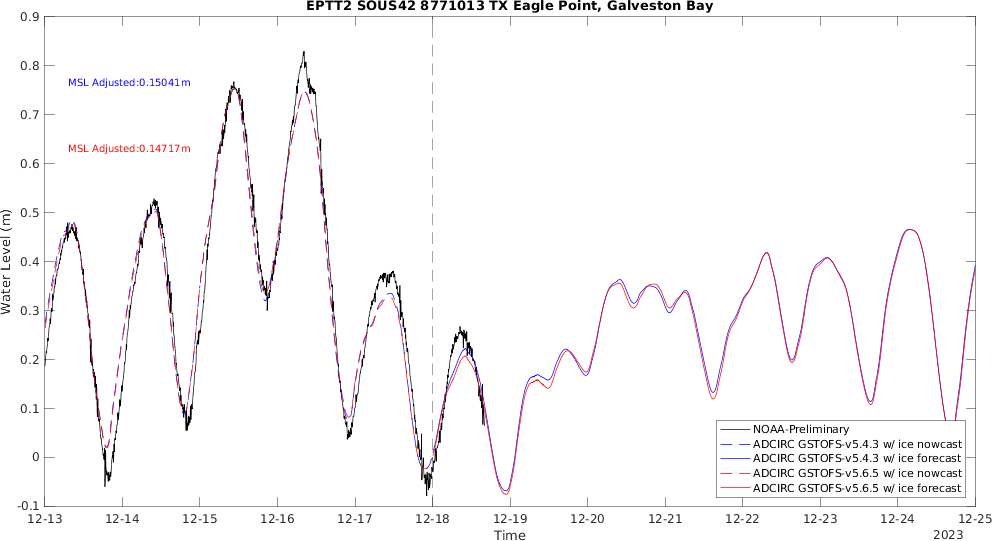 EPTT2 SOUS42 8771013 TX Eagle Point, Galveston Bay
0.9
0.8
0.7
0.6
0.5
0.4
0.3
0.2
0.1
0
-0.1
Water Level (m)
MSL Adjusted:0.15041m
MSL Adjusted:0.14717m
NOAA-Preliminary
ADCIRC GSTOFS-v5.4.3 w/ ice nowcast
ADCIRC GSTOFS-v5.4.3 w/ ice forecast
ADCIRC GSTOFS-v5.6.5 w/ ice nowcast
ADCIRC GSTOFS-v5.6.5 w/ ice forecast
12-13 12-14 12-15 12-16 12-17 12-18 12-19 12-20 12-21 12-22 12-23 12-24 12-25
Time
2023